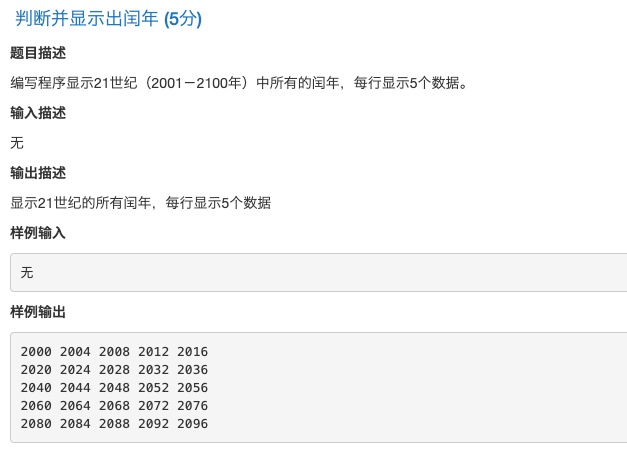 判断并显示出闰年 (5分)
题目描述
编写程序显示21世纪（2001－2100年）中所有的闰年，每行显示5个数据。
输入描述
无
输出描述
显示21世纪的所有闰年，每行显示5个数据
样例输入
无
样例输出
2000 2004 2008 2012 2016
2020 2024 2028 2032 2036
2040 2044 2048 2052 2056
2060 2064 2068 2072 2076
2080 2084 2088 2092 2096